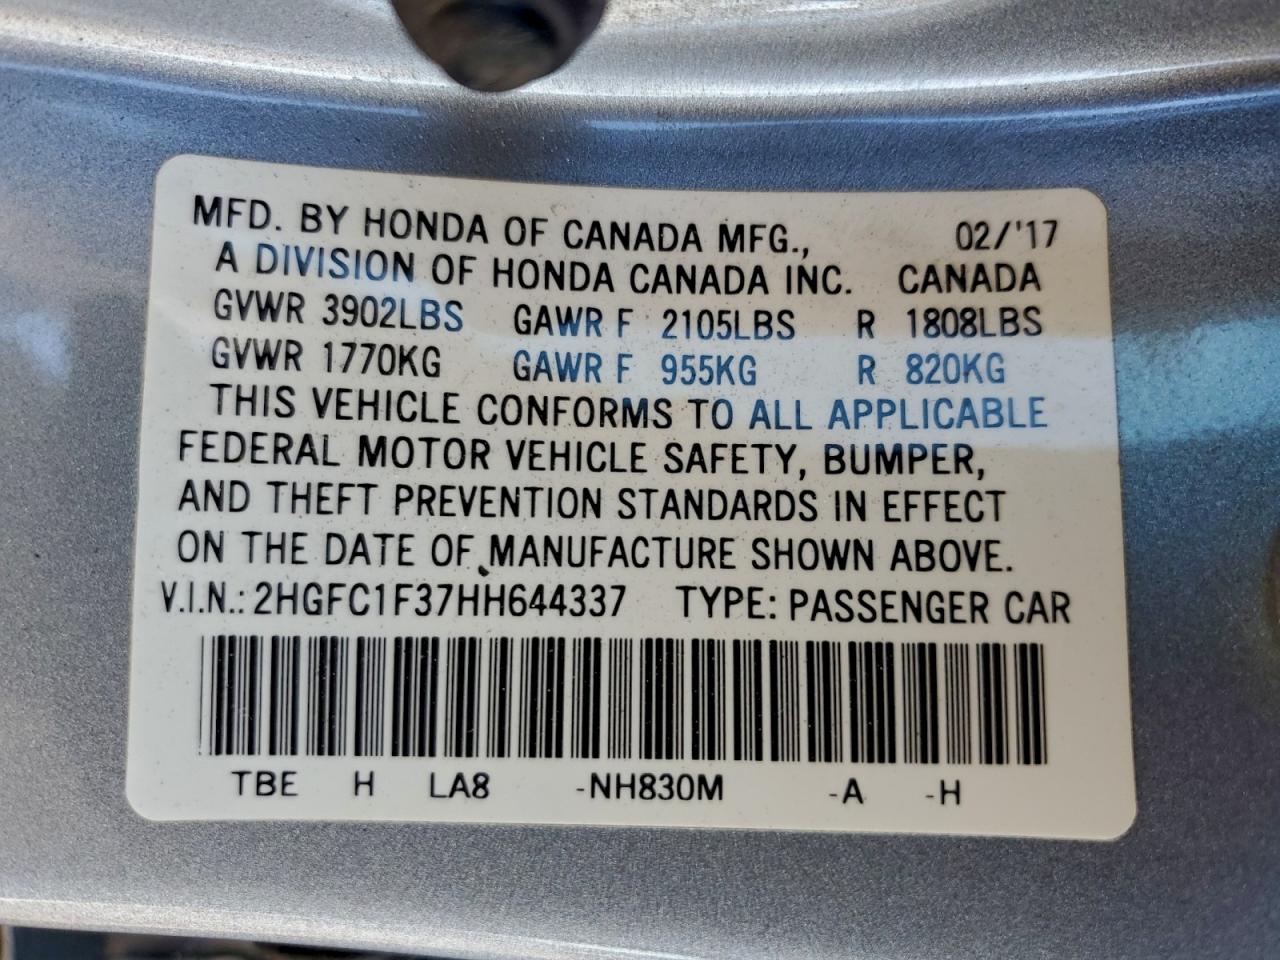 MFD. BY HONDA OF CANADA MFG., 02/'17
A DIVISION OF HONDA CANADA INC. CANADA
GVWR 3902LBS GAWR F 2105LBS R 1808LBS
GVWR 1770KG GAWR F 955KG R 820KG
THIS VEHICLE CONFORMS TO ALL APPLICABLE
FEDERAL MOTOR VEHICLE SAFETY, BUMPER,
AND THEFT PREVENTION STANDARDS IN EFFECT
ON THE DATE OF MANUFACTURE SHOWN ABOVE.
V.I.N.: 2HGFC1F37HH644337 TYPE: PASSENGER CAR
TBE H LA8 -NH830M -A -H